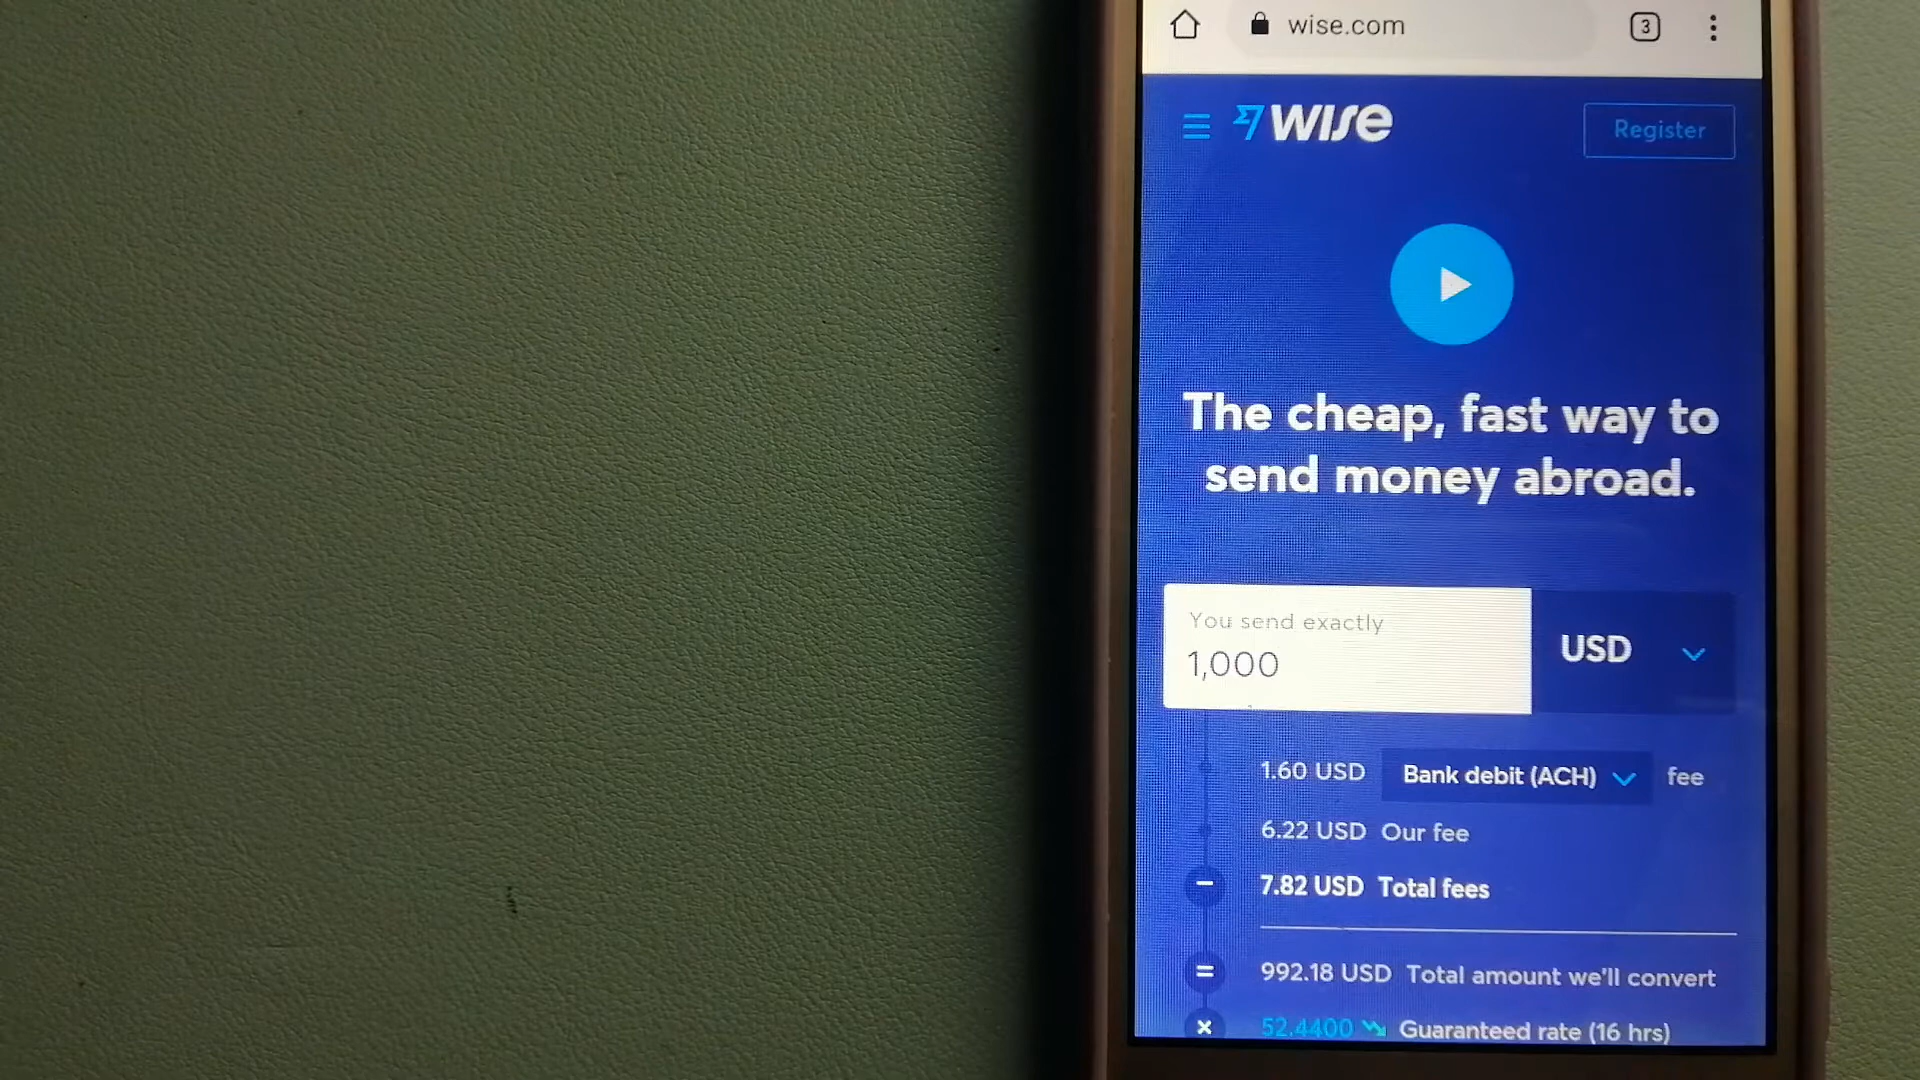 wise.com
3
wise
Register
The cheap, fast way to
send money abroad.
You send exactly
1,000
USD
1.60 USD Bank debit (ACH) fee
6.22 USD Our fee
7.82 USD Total fees
992.18 USD Total amount we'll convert
52.4400 Guaranteed rate (16 hrs)